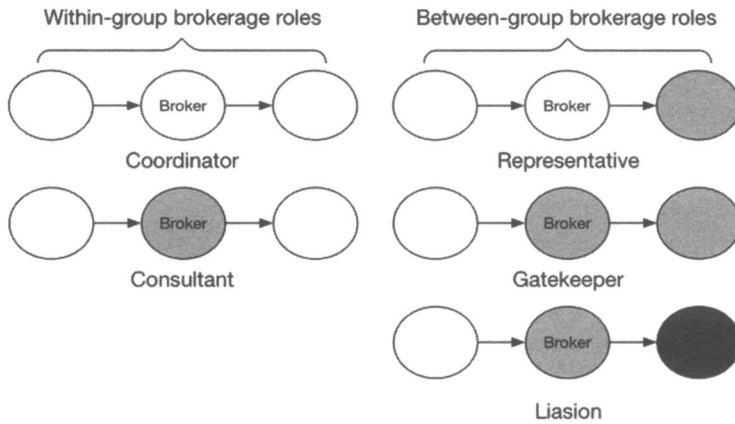 Within-group brokerage roles
Between-group brokerage roles
Broker
Coordinator
Broker
Representative
Broker
Consultant
Broker
Gatekeeper
Broker
Liasion